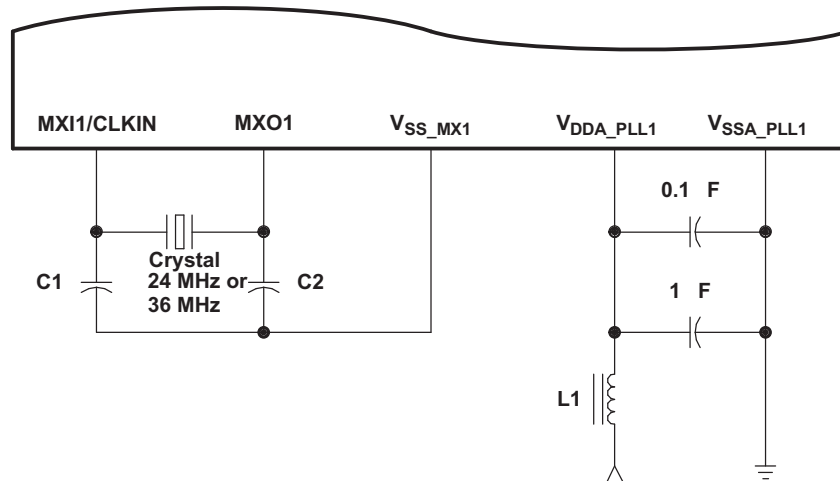 MXI1/CLKIN MXO1 VSS_MX1 VDDA_PLL1 VSSA_PLL1
0.1 F
Crystal
C1 24 MHz or C2
36 MHz
1 F
L1